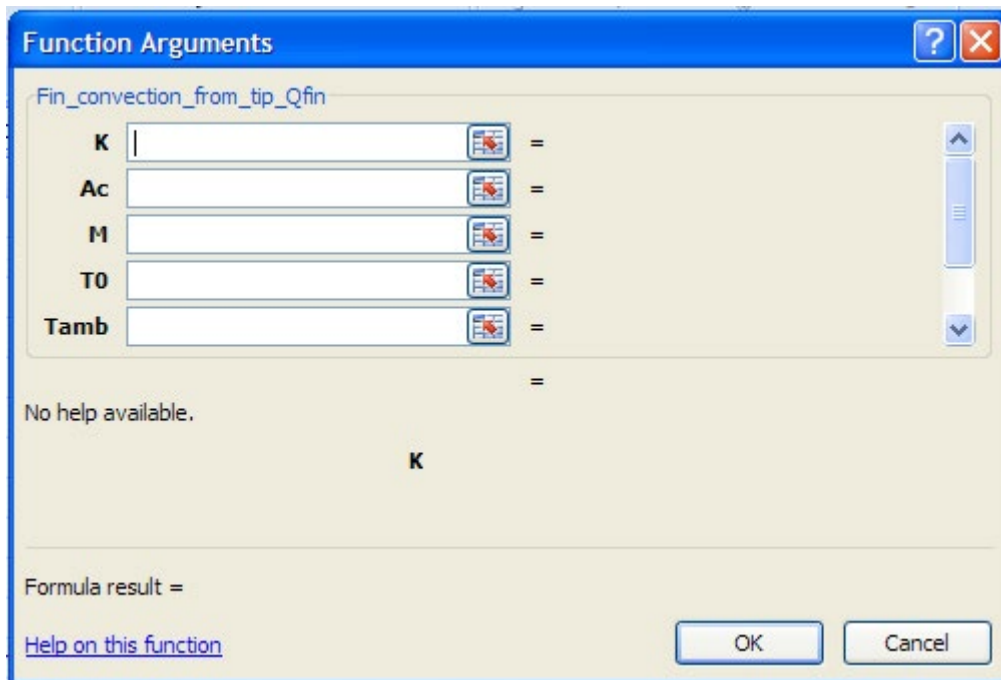 Function Arguments
Fin_convection_from_tip_Qfin
K =
Ac =
M =
T0 =
Tamb =
=
No help available.
K
Formula result =
Help on this function OK Cancel